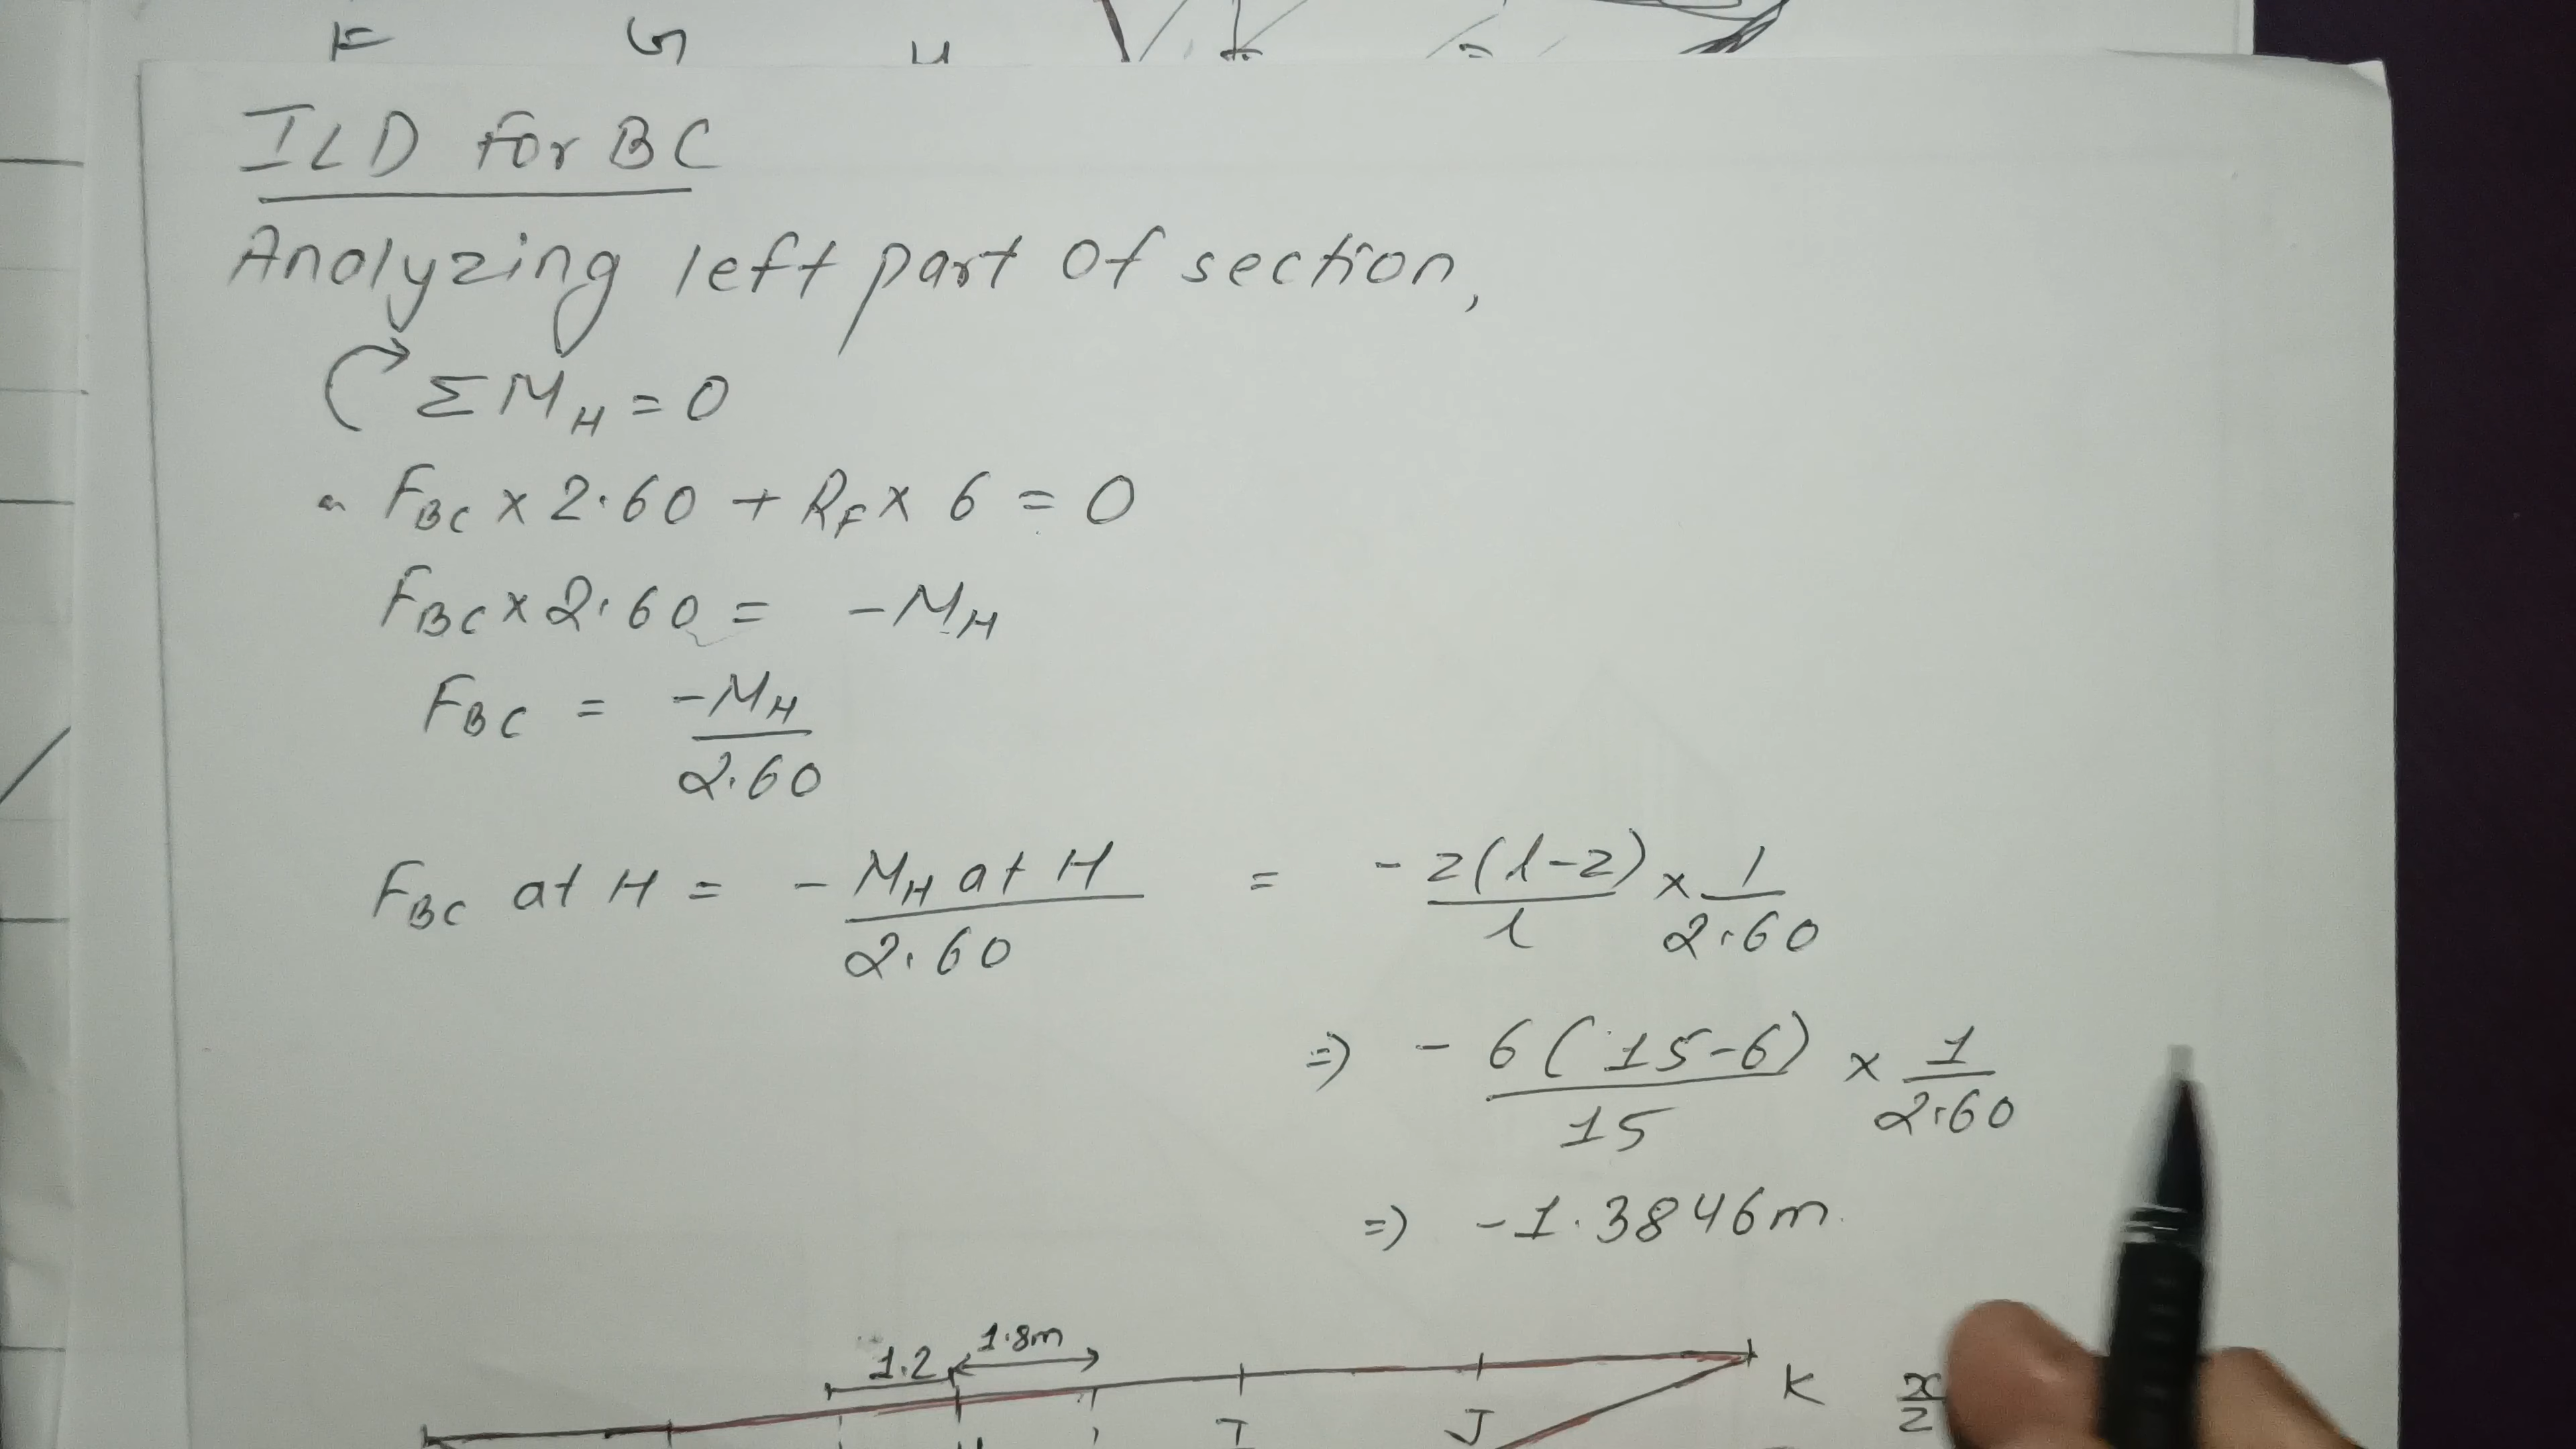 F G H
ILD for BC
Analyzing left part of section,
ΣM_H = 0
F_BC × 2.60 + R_F × 6 = 0
F_BC × 2.60 = -M_H
F_BC = -M_H / 2.60
F_BC at H = - M_H at H / 2.60 = - z(l-z) / l × 1 / 2.60
⇒ - 6(15-6) / 15 × 1 / 2.60
⇒ -1.3846m
1.2 1.8m
K x/2
H I J